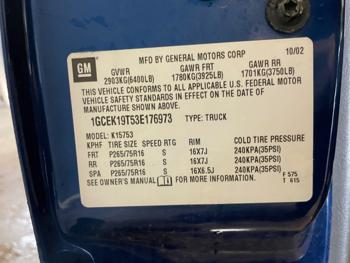 MFD BY GENERAL MOTORS CORP 10/02
GM GVWR GAWR FRT GAWR RR
2903KG(6400LB) 1780KG(3925LB) 1701KG(3750LB)
THIS VEHICLE CONFORMS TO ALL APPLICABLE U.S. FEDERAL MOTOR
VEHICLE SAFETY AND THEFT PREVENTION STANDARDS IN EFFECT ON THE DATE OF
MANUFACTURE SHOWN ABOVE.
1GCEK19T53E176973 TYPE: TRUCK
MODEL: K15753
KPHF TIRE SIZE SPEED RTG RIM COLD TIRE PRESSURE
FRT P265/75R16 S 16X7J 240KPA(35PSI)
RR P265/75R16 S 16X7J 240KPA(35PSI)
SPA P265/75R16 S 16X6.5J 240KPA(35PSI)
SEE OWNER'S MANUAL FOR MORE INFORMATION.
F 575
T 615